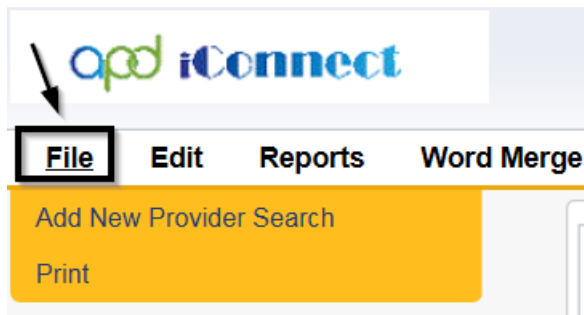 apd iConnect
File Edit Reports Word Merge
Add New Provider Search
Print